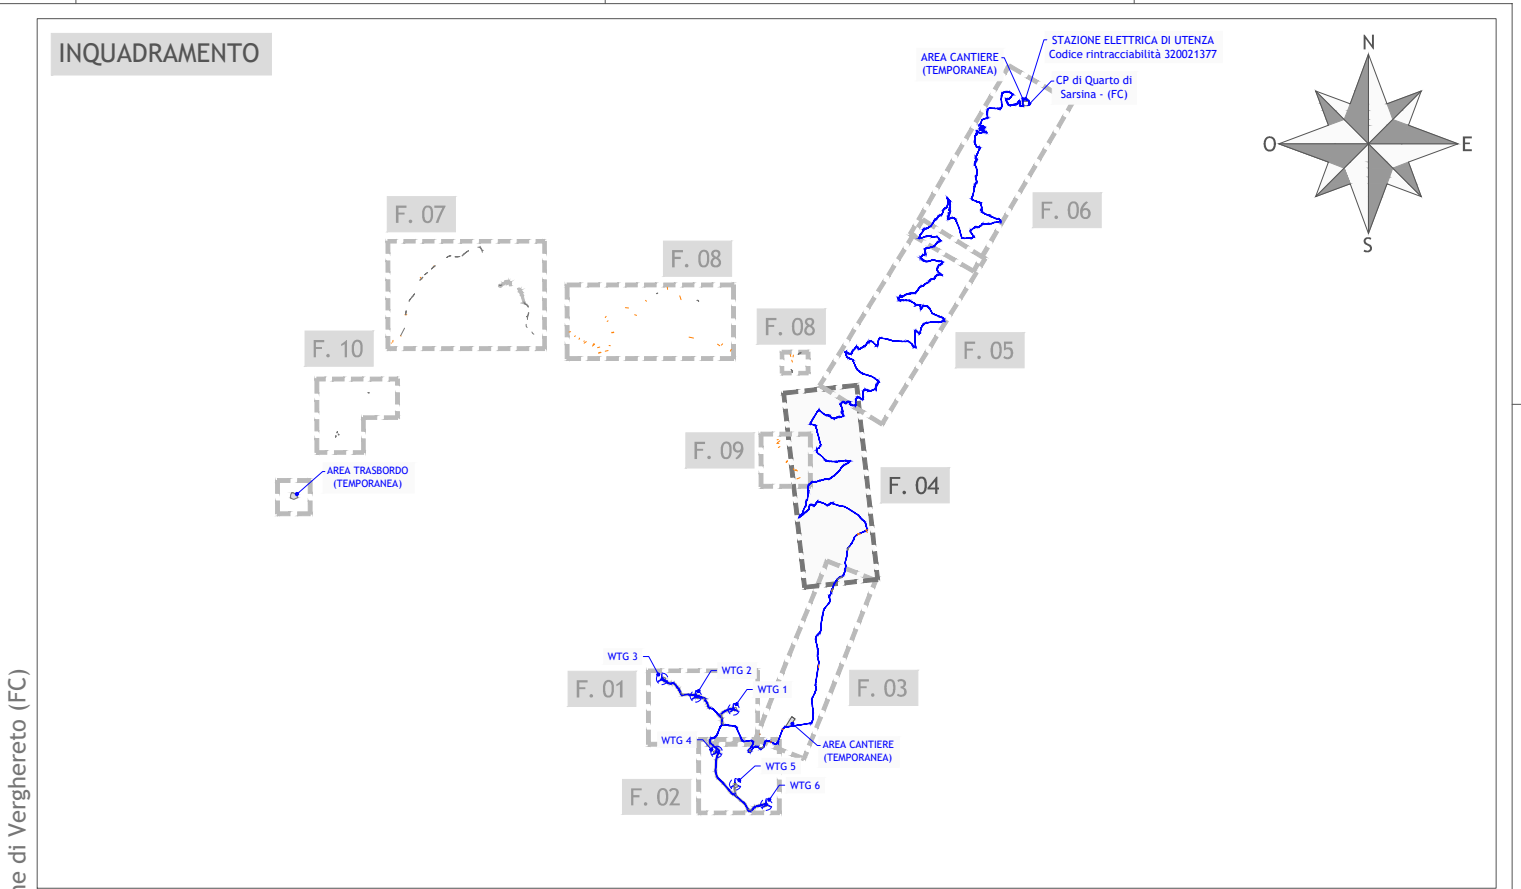 INQUADRAMENTO
STAZIONE ELETTRICA DI UTENZA
Codice rintracciabilità 320021377
AREA CANTIERE
(TEMPORANEA)
CP di Quarto di
Sarsina - (FC)
N
O
E
S
F. 06
F. 07
F. 08
F. 08
F. 05
F. 10
F. 09
F. 04
AREA TRASBORDO
(TEMPORANEA)
WTG 3
WTG 2
WTG 1
F. 01
F. 03
WTG 4
AREA CANTIERE
(TEMPORANEA)
WTG 5
WTG 6
F. 02
di Verghereto (FC)